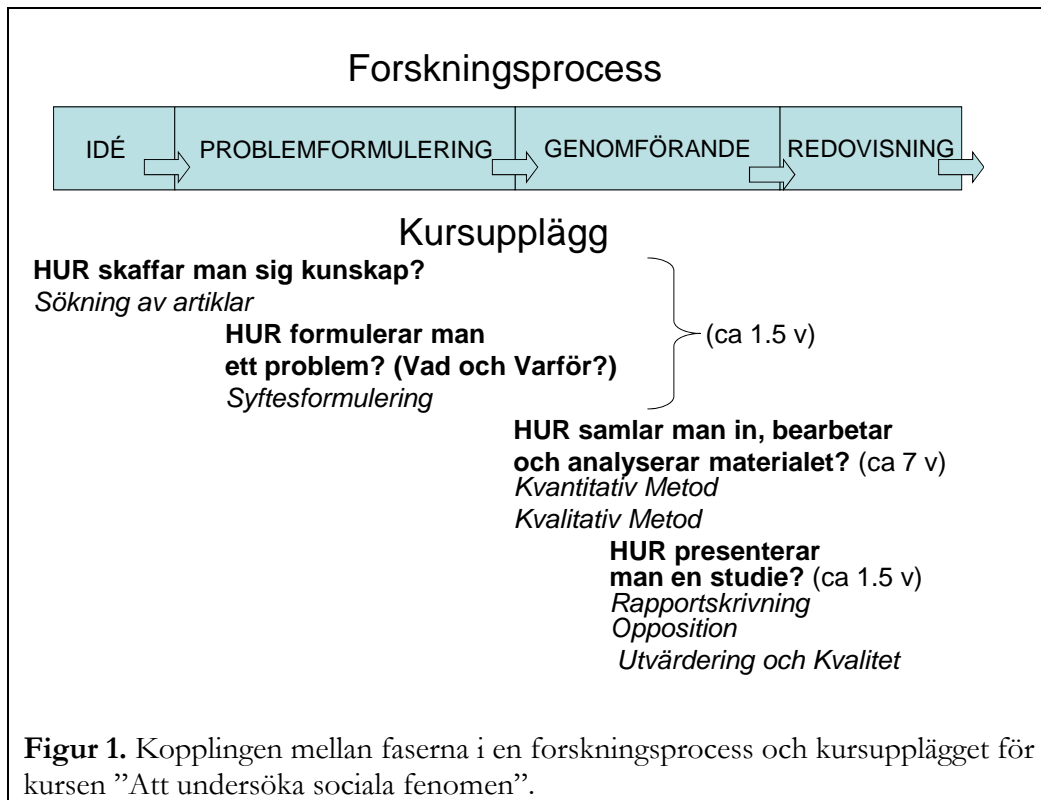 Forskningsprocess
IDÉ PROBLEMFORMULERING GENOMFÖRANDE REDOVISNING
Kursupplägg
HUR skaffar man sig kunskap?
Sökning av artiklar
HUR formulerar man
ett problem? (Vad och Varför?)
Syftesformulering
(ca 1.5 v)
HUR samlar man in, bearbetar
och analyserar materialet? (ca 7 v)
Kvantitativ Metod
Kvalitativ Metod
HUR presenterar
man en studie? (ca 1.5 v)
Rapportskrivning
Opposition
Utvärdering och Kvalitet
Figur 1. Kopplingen mellan faserna i en forskningsprocess och kursupplägget för
kursen ”Att undersöka sociala fenomen”.